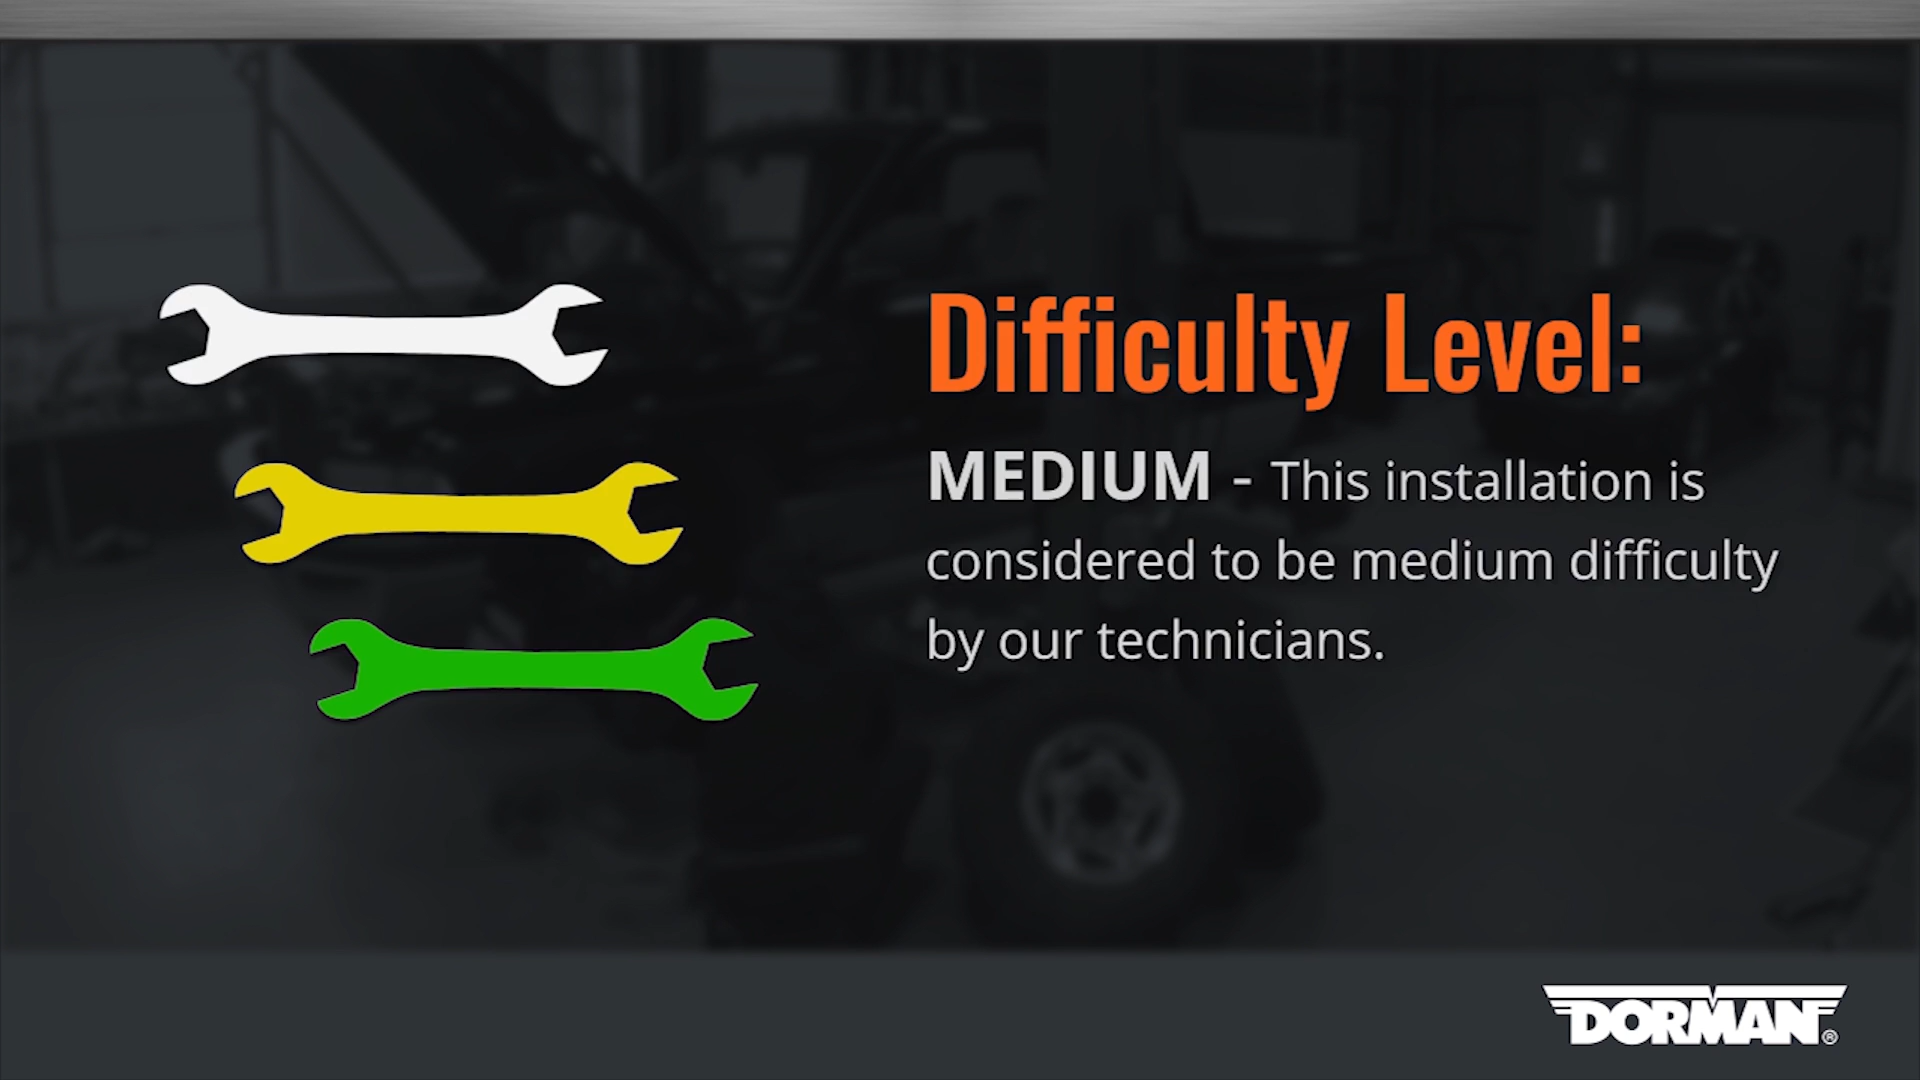 Difficulty Level:
MEDIUM - This installation is
considered to be medium difficulty
by our technicians.
DORMAN®